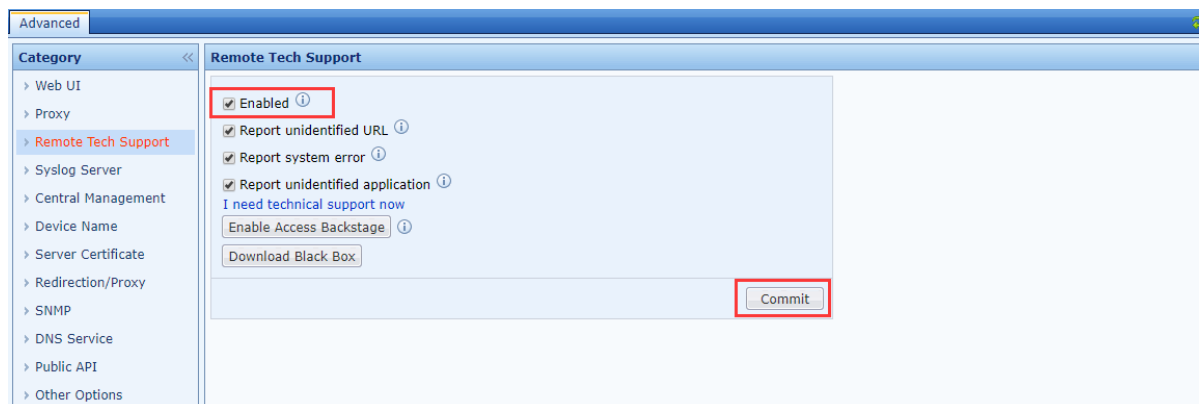 Advanced
Category
Web UI
Proxy
Remote Tech Support
Syslog Server
Central Management
Device Name
Server Certificate
Redirection/Proxy
SNMP
DNS Service
Public API
Other Options
Remote Tech Support
Enabled
Report unidentified URL
Report system error
Report unidentified application
I need technical support now
Enable Access Backstage
Download Black Box
Commit